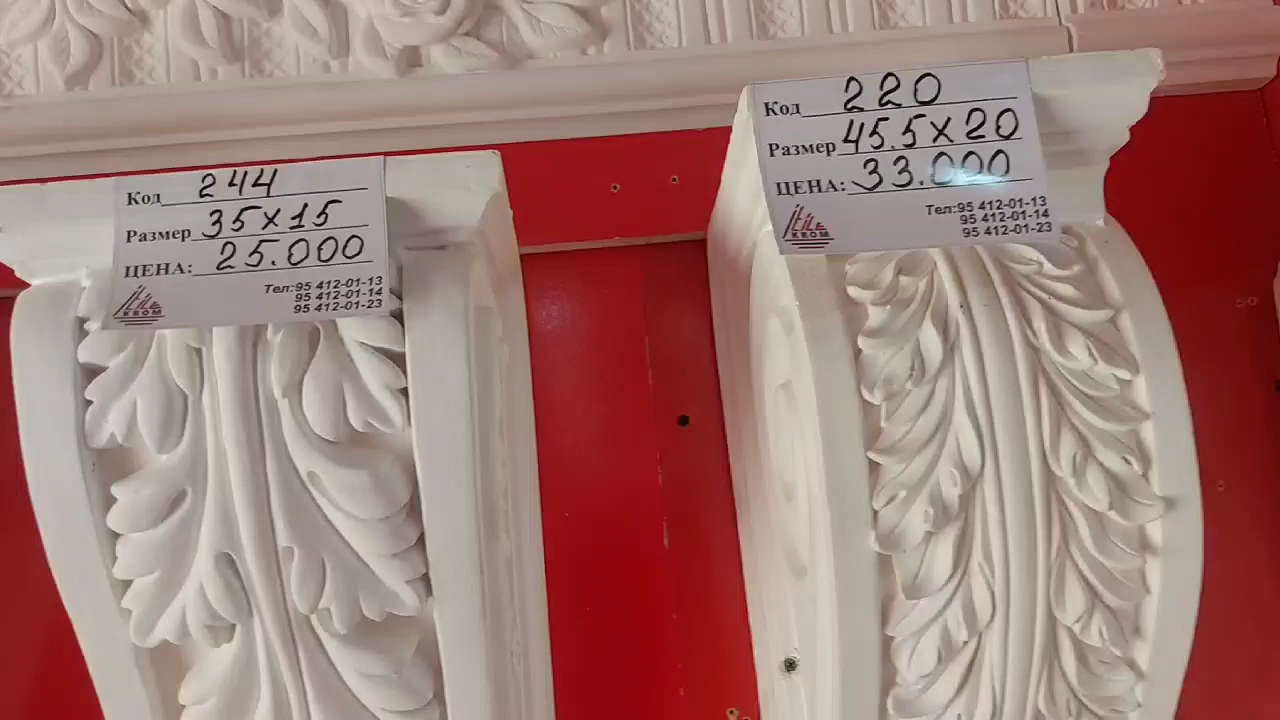 Код 244
Размер 35x15
ЦЕНА: 25.000
Тел:95 412-01-13
95 412-01-14
95 412-01-23
KROM
Код 220
Размер 45.5x20
ЦЕНА: 33.000
Тел:95 412-01-13
95 412-01-14
95 412-01-23
KROM